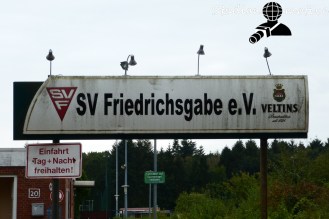 SVF
SV Friedrichsgabe e.V.
VELTINS
Einfahrt
Tag + Nacht
freihalten!
20